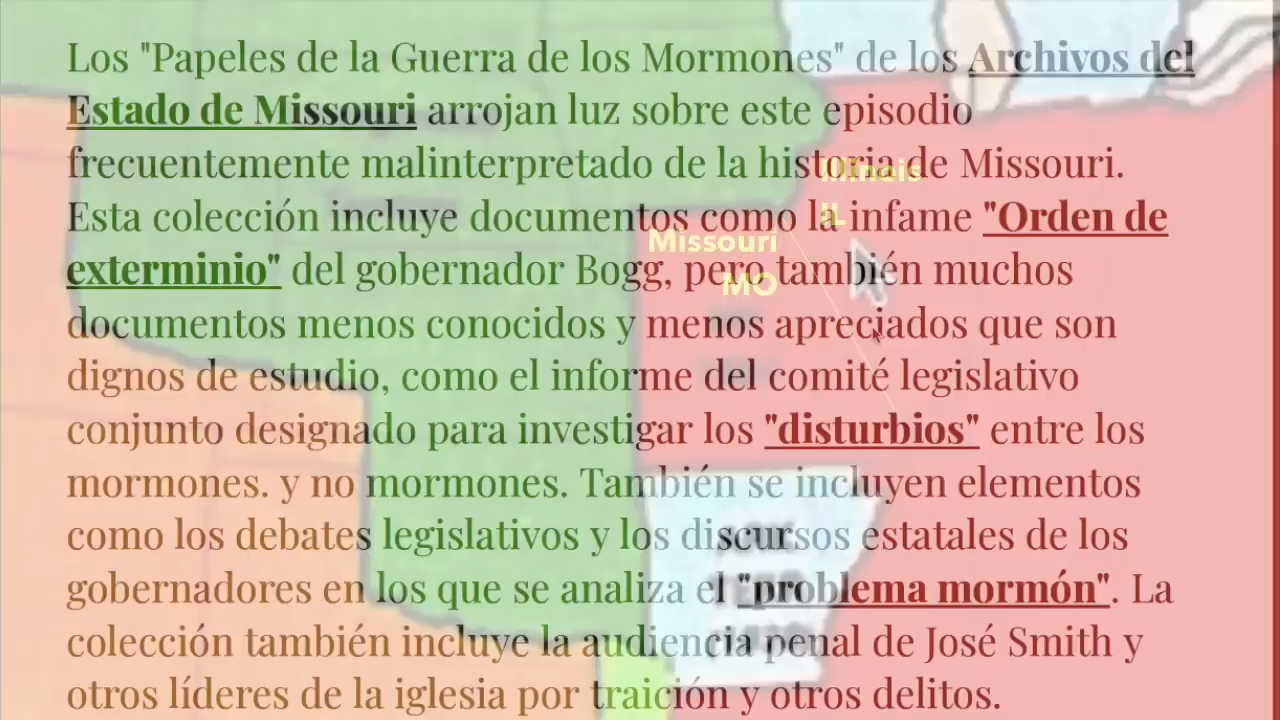 Los "Papeles de la Guerra de los Mormones" de los Archivos del
Estado de Missouri arrojan luz sobre este episodio
frecuentemente malinterpretado de la historia de Missouri.
Esta colección incluye documentos como la infame "Orden de
exterminio" del gobernador Bogg, pero también muchos
documentos menos conocidos y menos apreciados que son
dignos de estudio, como el informe del comité legislativo
conjunto designado para investigar los "disturbios" entre los
mormones. y no mormones. También se incluyen elementos
como los debates legislativos y los discursos estatales de los
gobernadores en los que se analiza el "problema mormón". La
colección también incluye la audiencia penal de José Smith y
otros líderes de la iglesia por traición y otros delitos.
Illinois
IL
Missouri
MO